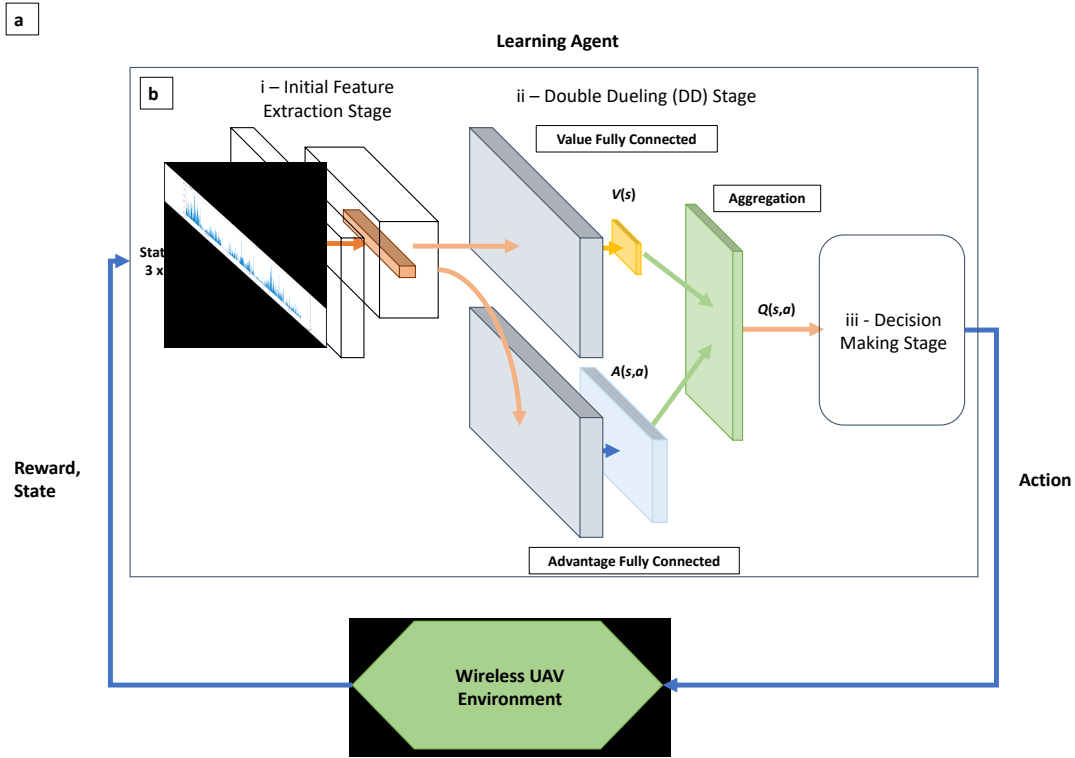 a
Learning Agent
b
i – Initial Feature
Extraction Stage
ii – Double Dueling (DD) Stage
Value Fully Connected
V(s)
Aggregation
3 x
Q(s,a)
iii - Decision
Making Stage
A(s,a)
Reward,
State
Action
Advantage Fully Connected
Wireless UAV
Environment